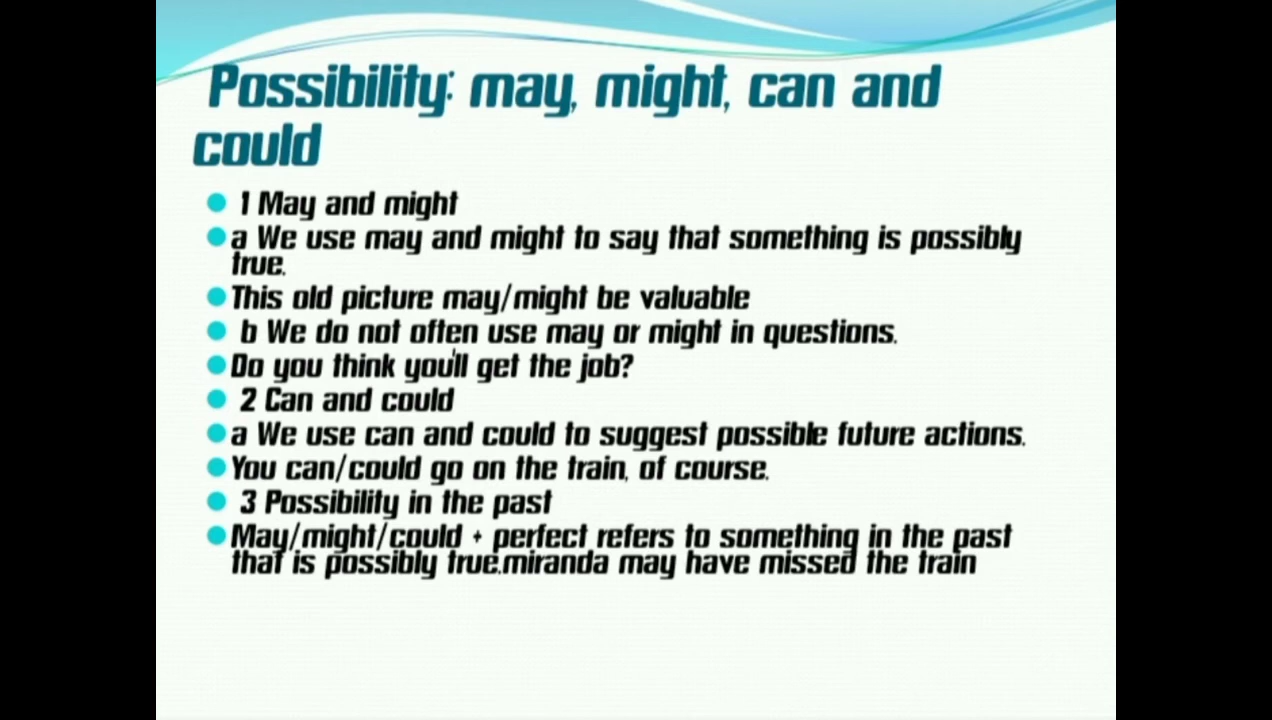 Possibility: may, might, can and
could
1 May and might
a We use may and might to say that something is possibly
true.
This old picture may/might be valuable
b We do not often use may or might in questions.
Do you think you'll get the job?
2 Can and could
a We use can and could to suggest possible future actions.
You can/could go on the train, of course.
3 Possibility in the past
May/might/could + perfect refers to something in the past
that is possibly true.miranda may have missed the train